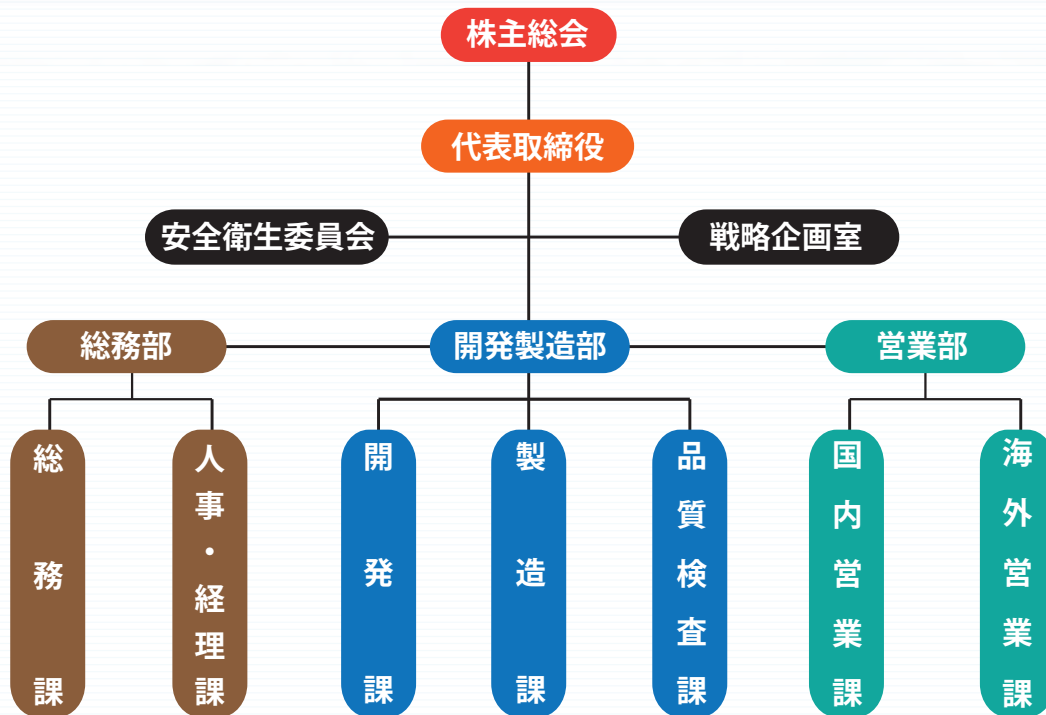 株主総会
代表取締役
安全衛生委員会
戦略企画室
総務部
開発製造部
営業部
総務課
人事・経理課
開発課
製造課
品質検査課
国内営業課
海外営業課